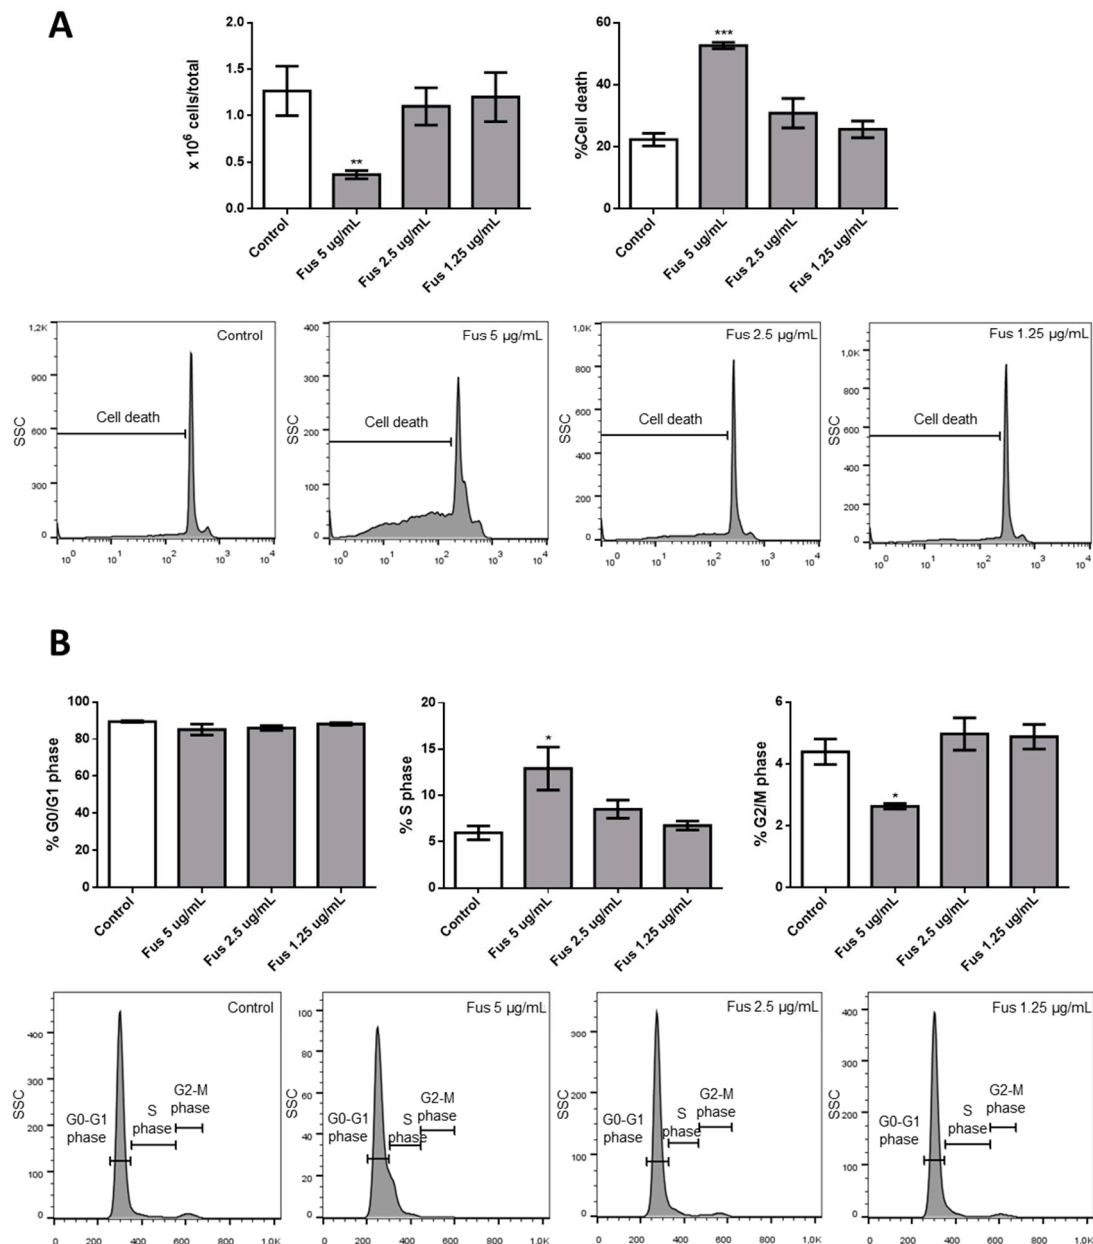 A
2.0
1.5
1.0
0.5
0.0
x 10⁶ cells/total
**
Control
Fus 5 ug/mL
Fus 2.5 ug/mL
Fus 1.25 ug/mL
60
40
20
0
%Cell death
***
Control
Fus 5 ug/mL
Fus 2.5 ug/mL
Fus 1.25 ug/mL
1,2K
900
600
300
0
SSC
Control
Cell death
10⁰ 10¹ 10² 10³ 10⁴
400
300
200
100
0
SSC
Fus 5 µg/mL
Cell death
10⁰ 10¹ 10² 10³ 10⁴
1,0K
800
600
400
200
0
SSC
Fus 2.5 µg/mL
Cell death
10⁰ 10¹ 10² 10³ 10⁴
1,0K
800
600
400
200
0
SSC
Fus 1.25 µg/mL
Cell death
10⁰ 10¹ 10² 10³ 10⁴
B
100
80
60
40
20
0
% G0/G1 phase
Control
Fus 5 ug/mL
Fus 2.5 ug/mL
Fus 1.25 ug/mL
20
15
10
5
0
% S phase
*
Control
Fus 5 ug/mL
Fus 2.5 ug/mL
Fus 1.25 ug/mL
6
4
2
0
% G2/M phase
*
Control
Fus 5 ug/mL
Fus 2.5 ug/mL
Fus 1.25 ug/mL
400
300
200
100
0
SSC
Control
G0-G1
phase
S
phase
G2-M
phase
0 200 400 600 800 1,0K
100
80
60
40
20
0
SSC
Fus 5 µg/mL
G0-G1
phase
S
phase
G2-M
phase
0 200 400 600 800 1,0K
300
200
100
0
SSC
Fus 2.5 µg/mL
G0-G1
phase
S
phase
G2-M
phase
0 200 400 600 800 1,0K
400
300
200
100
0
SSC
Fus 1.25 µg/mL
G0-G1
phase
S
phase
G2-M
phase
0 200 400 600 800 1,0K